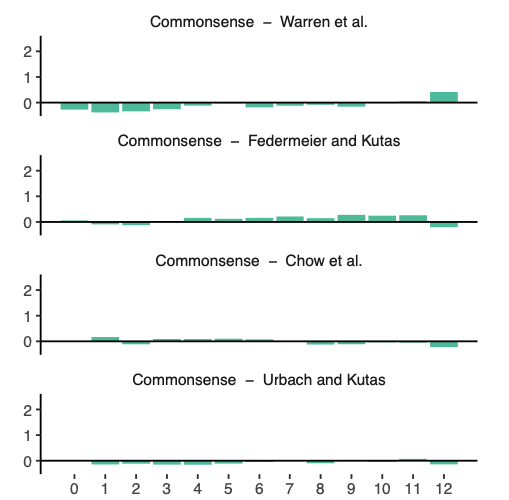 Commonsense – Warren et al.
2
1
0
Commonsense – Federmeier and Kutas
2
1
0
Commonsense – Chow et al.
2
1
0
Commonsense – Urbach and Kutas
2
1
0
0 1 2 3 4 5 6 7 8 9 10 11 12